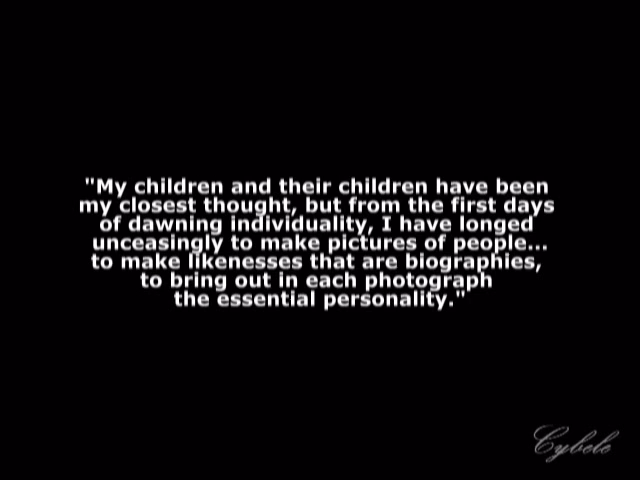 "My children and their children have been
my closest thought, but from the first days
of dawning individuality, I have longed
unceasingly to make pictures of people...
to make likenesses that are biographies,
to bring out in each photograph
the essential personality."
Cybele